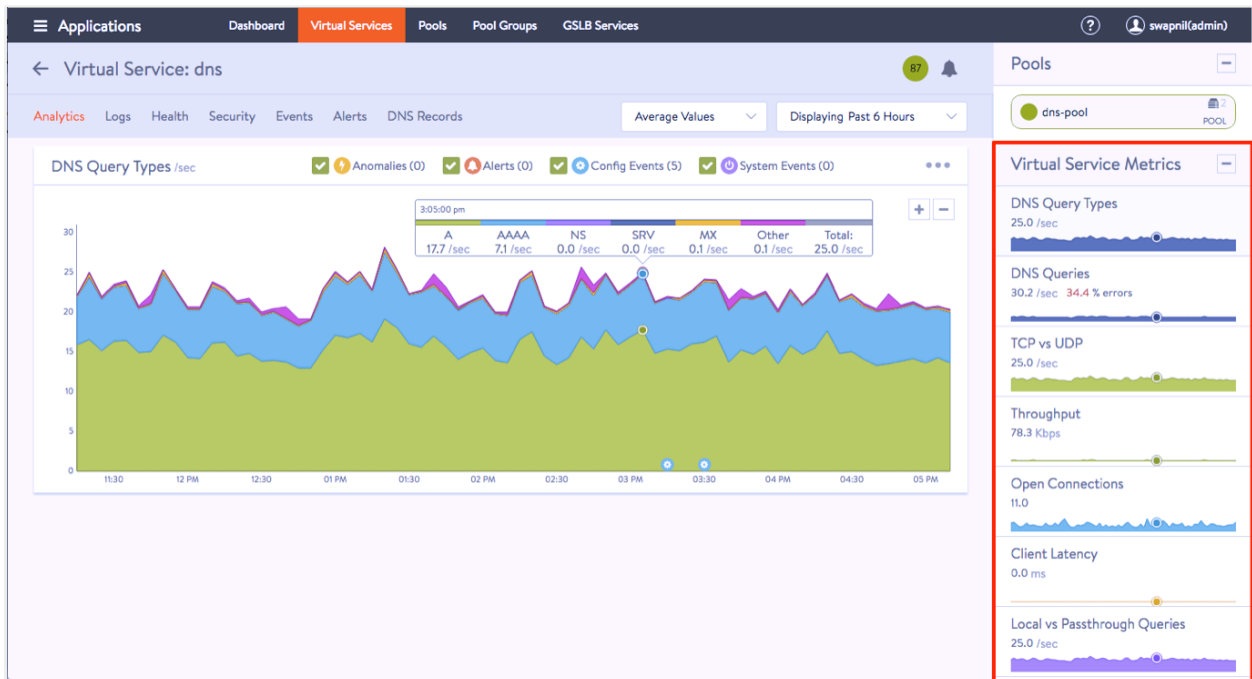 Applications Dashboard Virtual Services Pools Pool Groups GSLB Services ? swapnil(admin)
Virtual Service: dns 87
Analytics Logs Health Security Events Alerts DNS Records Average Values Displaying Past 6 Hours
DNS Query Types /sec Anomalies (0) Alerts (0) Config Events (5) System Events (0)
3:05:00 pm
A AAAA NS SRV MX Other Total:
17.7 /sec 7.1 /sec 0.0 /sec 0.0 /sec 0.1 /sec 0.1 /sec 25.0 /sec
30
25
20
15
10
5
0
11:30 12 PM 12:30 01 PM 01:30 02 PM 02:30 03 PM 03:30 04 PM 04:30 05 PM
Pools
dns-pool 2
POOL
Virtual Service Metrics
DNS Query Types
25.0 /sec
DNS Queries
30.2 /sec 34.4 % errors
TCP vs UDP
25.0 /sec
Throughput
78.3 Kbps
Open Connections
11.0
Client Latency
0.0 ms
Local vs Passthrough Queries
25.0 /sec